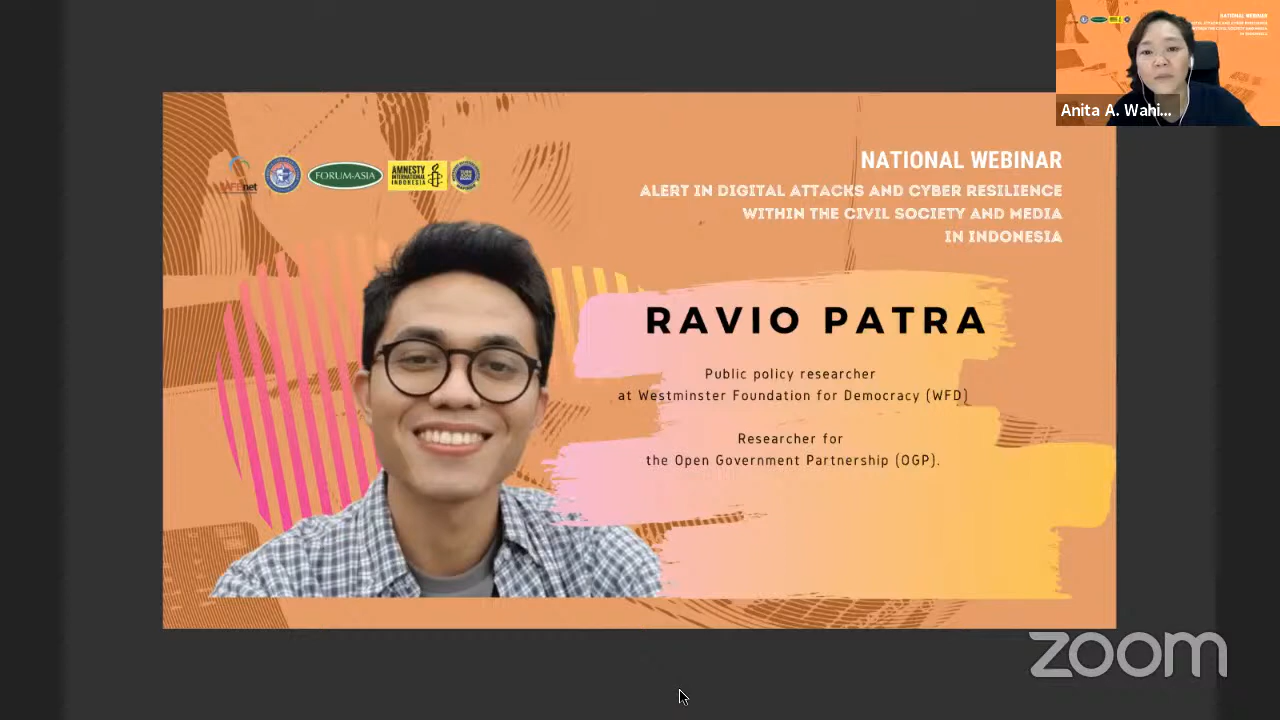 Anita A. Wahi...
SAFEnet
FORUM-ASIA
AMNESTY
INTERNATIONAL
INDONESIA
NATIONAL WEBINAR
ALERT IN DIGITAL ATTACKS AND CYBER RESILIENCE
WITHIN THE CIVIL SOCIETY AND MEDIA
IN INDONESIA
RAVIO PATRA
Public policy researcher
at Westminster Foundation for Democracy (WFD)
Researcher for
the Open Government Partnership (OGP).
zoom